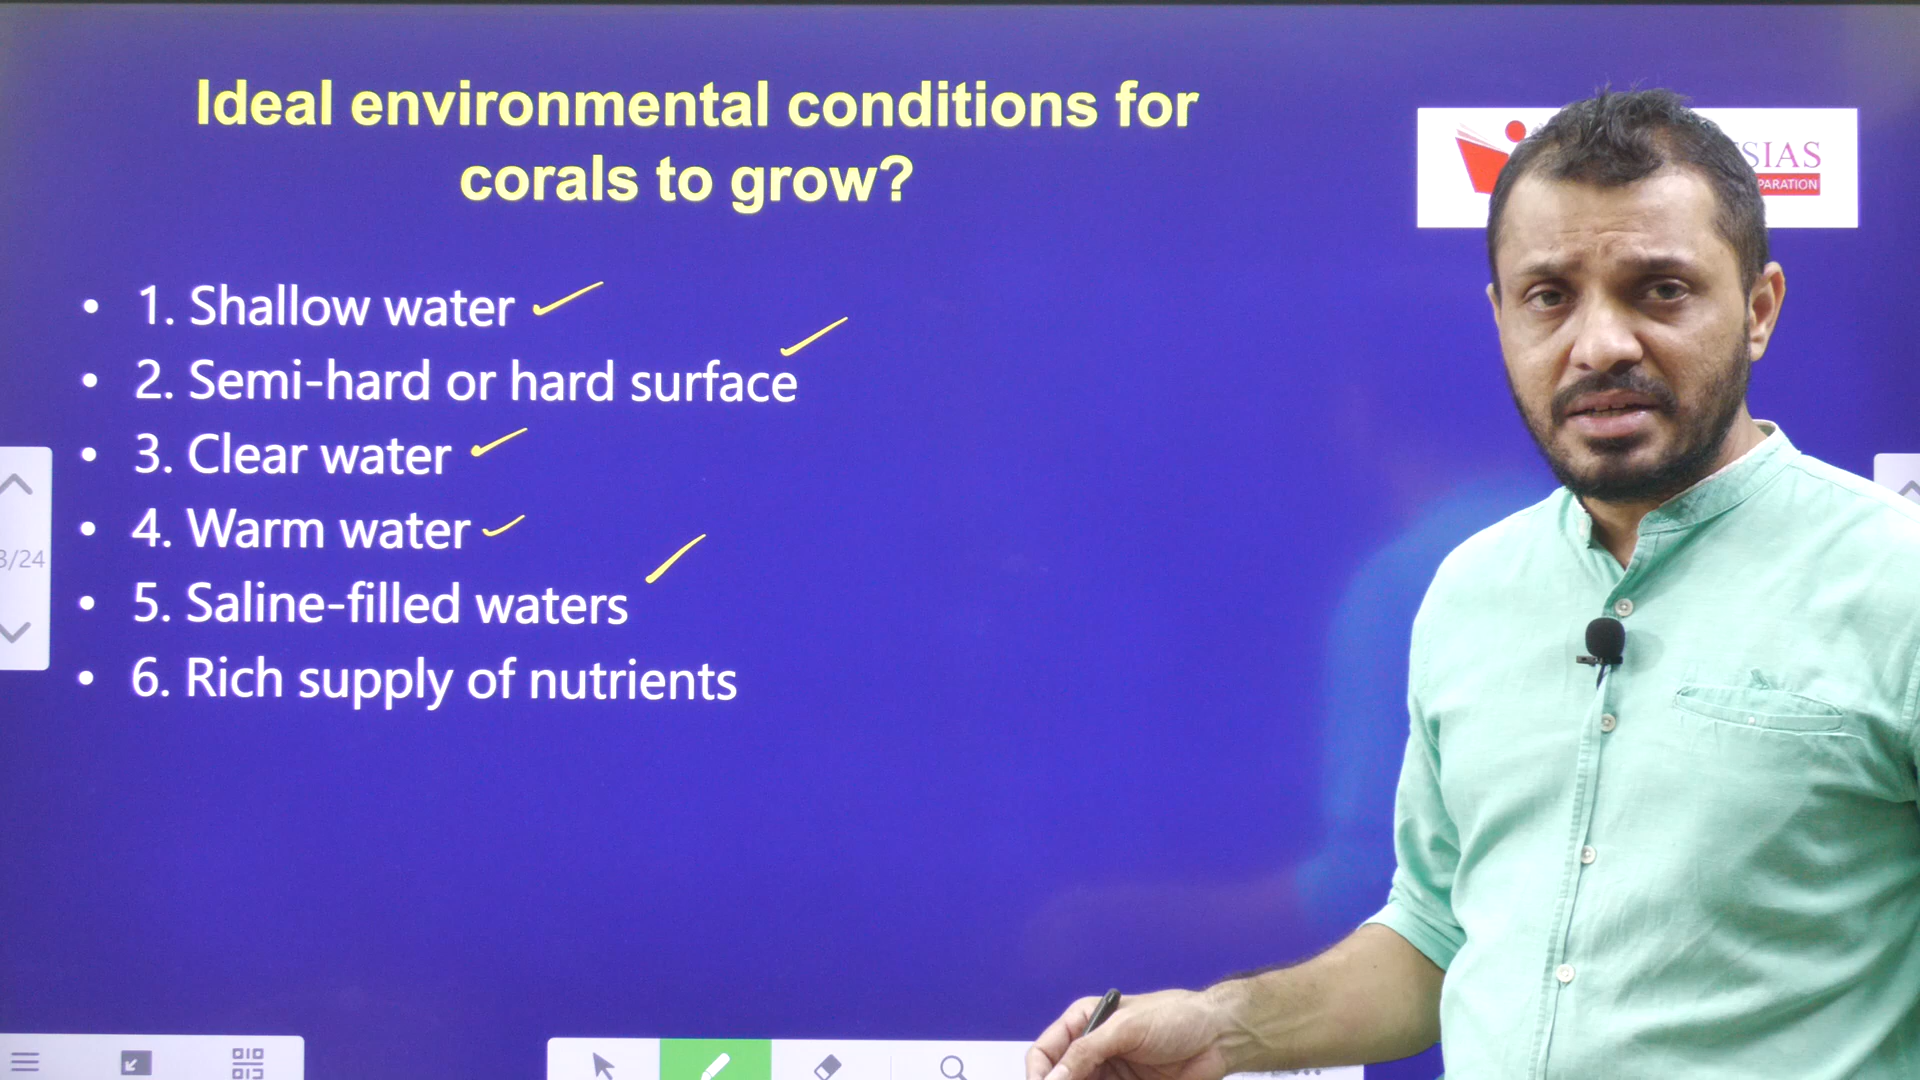 Ideal environmental conditions for
corals to grow?
SIAS
PARATION
• 1. Shallow water
• 2. Semi-hard or hard surface
• 3. Clear water
• 4. Warm water
• 5. Saline-filled waters
• 6. Rich supply of nutrients
3/24